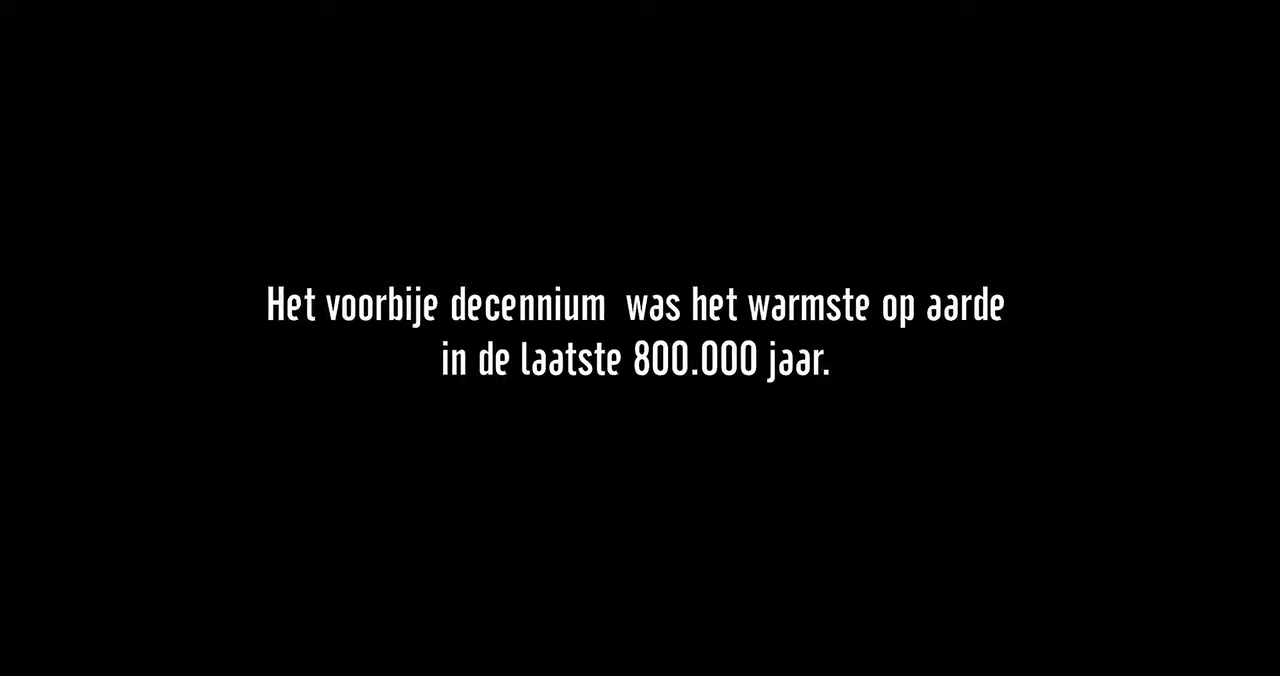 Het voorbije decennium  was het warmste op aarde
in de laatste 800.000 jaar.